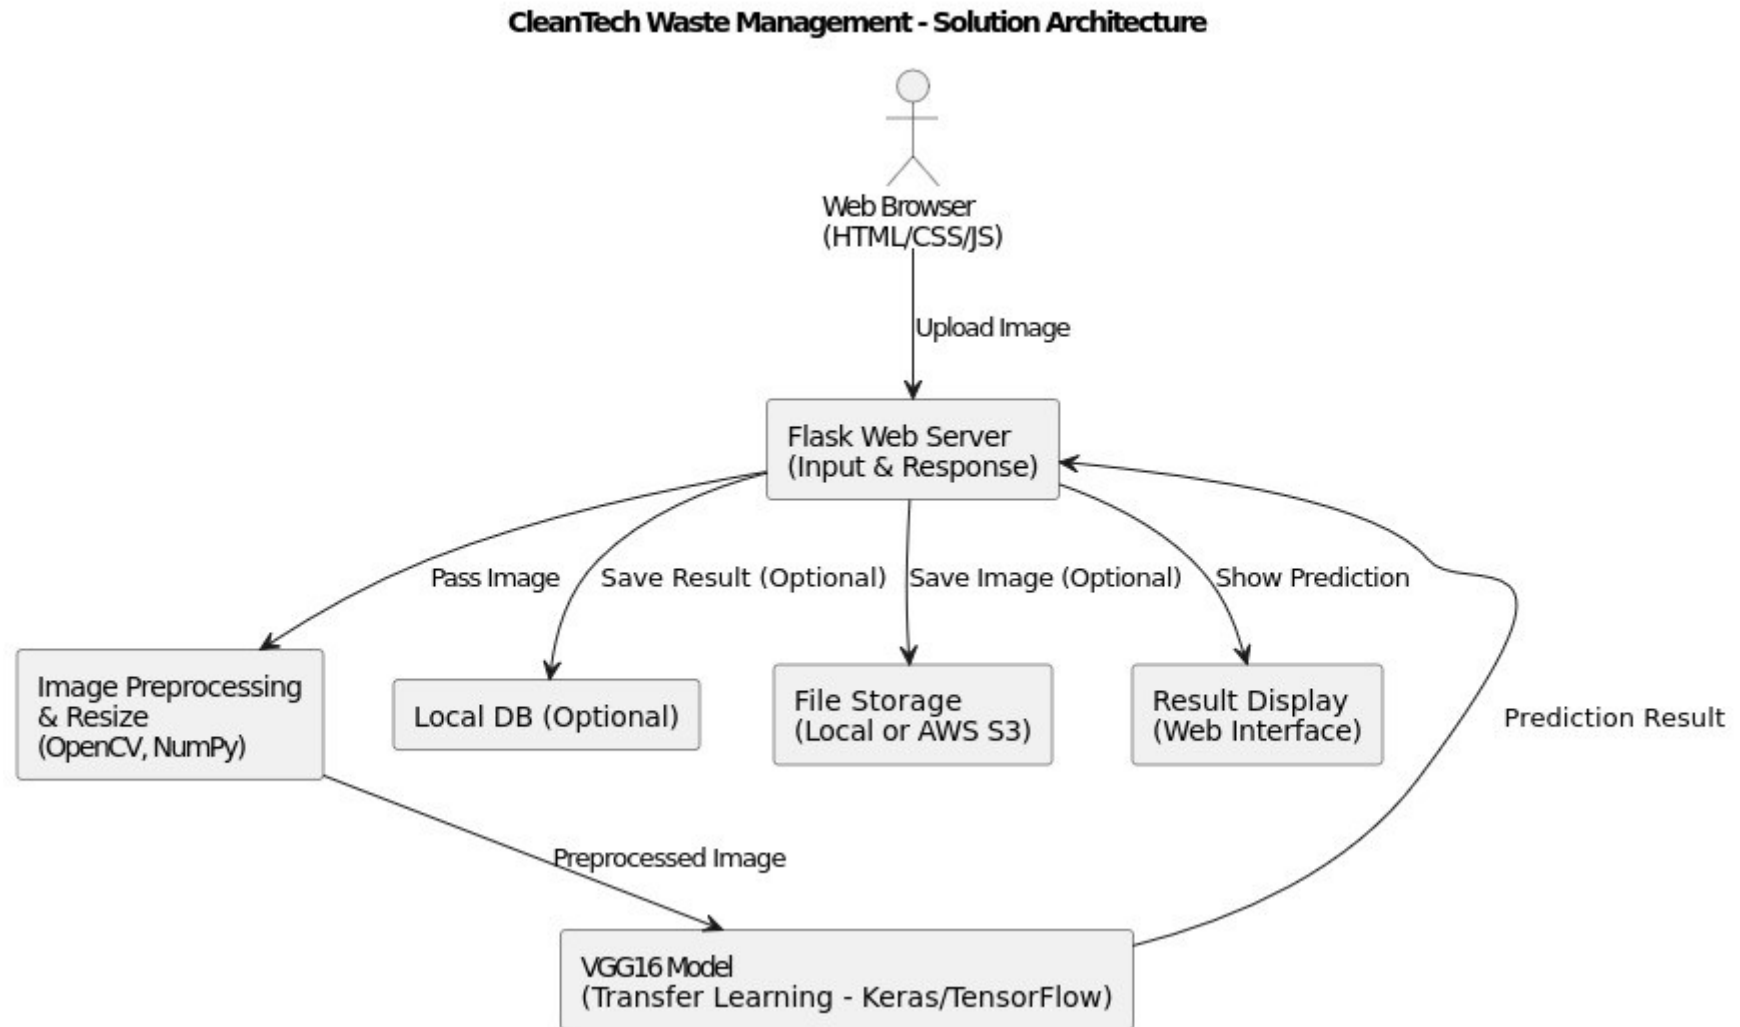 CleanTech Waste Management - Solution Architecture
Web Browser
(HTML/CSS/JS)
Upload Image
Flask Web Server
(Input & Response)
Pass Image
Save Result (Optional)
Save Image (Optional)
Show Prediction
Image Preprocessing
& Resize
(OpenCV, NumPy)
Local DB (Optional)
File Storage
(Local or AWS S3)
Result Display
(Web Interface)
Prediction Result
Preprocessed Image
VGG16 Model
(Transfer Learning - Keras/TensorFlow)